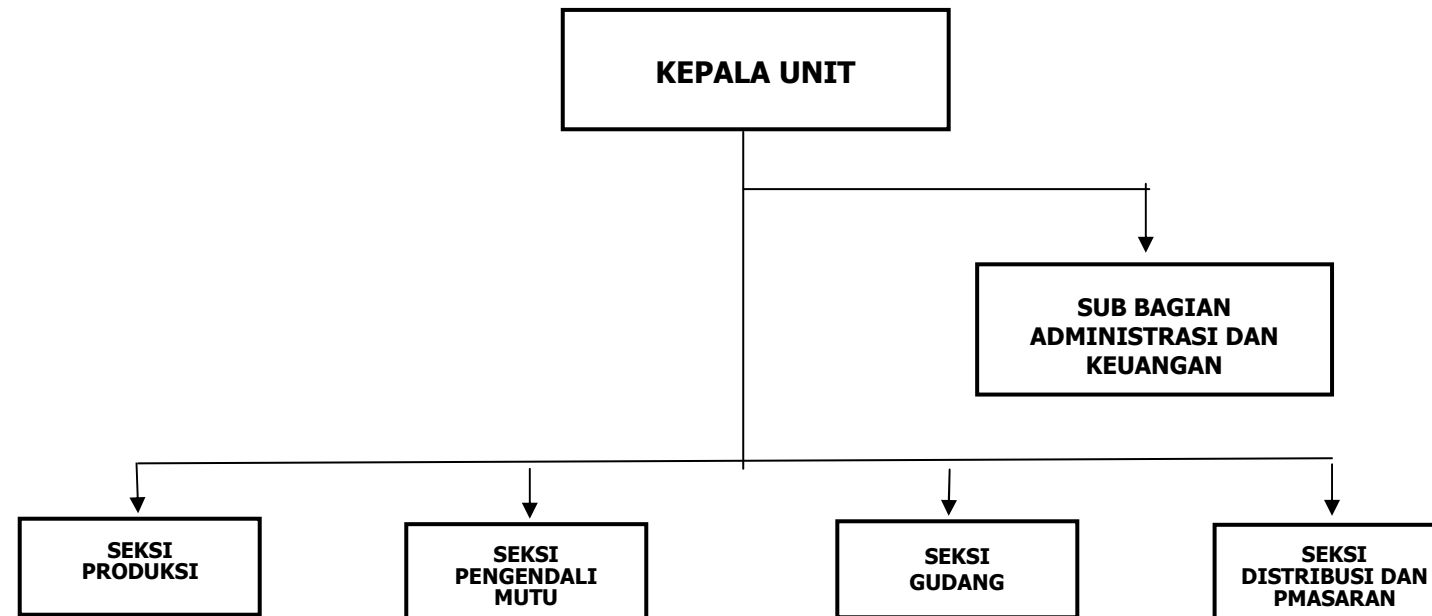 KEPALA UNIT
SUB BAGIAN
ADMINISTRASI DAN
KEUANGAN
SEKSI
PRODUKSI
SEKSI
PENGENDALI
MUTU
SEKSI
GUDANG
SEKSI
DISTRIBUSI DAN
PMASARAN